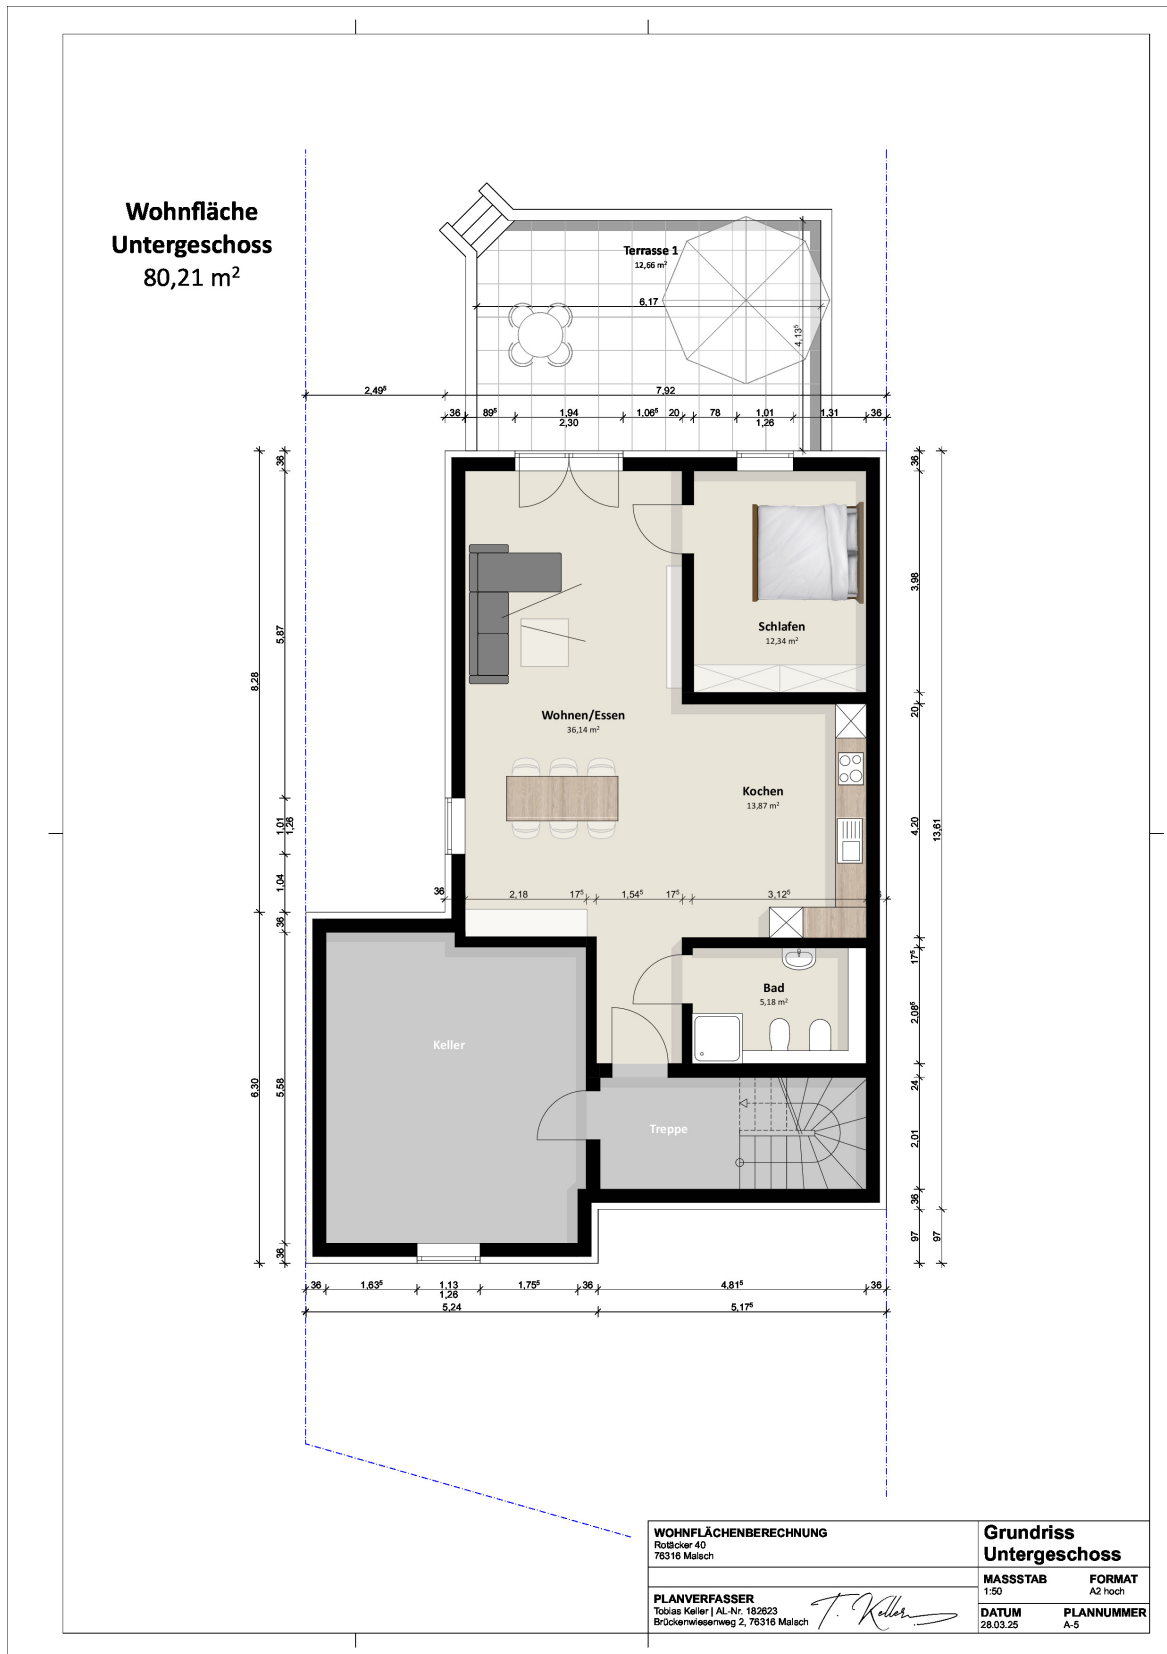 Wohnfläche
Untergeschoss
80,21 m²
Terrasse 1
12,66 m²
6,17
4,13⁵
2,49⁵
7,92
36
89⁵
1,94
2,30
1,06⁵
20
78
1,01
1,26
1,31
36
36
5,87
8,28
1,01
1,26
1,04
36
6,30
5,58
36
36
3,98
20
4,20
13,61
17⁵
2,08⁵
24
2,01
36
97
97
Schlafen
12,34 m²
Wohnen/Essen
36,14 m²
Kochen
13,87 m²
36
2,18
17⁵
1,54⁵
17⁵
3,12⁵
Bad
5,18 m²
Keller
Treppe
36
1,63⁵
1,13
1,26
1,75⁵
36
4,81⁵
36
5,24
5,17⁵
WOHNFLÄCHENBERECHNUNG
Rotäcker 40
76316 Malsch
PLANVERFASSER
Tobias Keller | AL-Nr. 182623
Brückenwiesenweg 2, 76316 Malsch
T. Keller
Grundriss
Untergeschoss
MASSSTAB FORMAT
1:50 A2 hoch
DATUM PLANNUMMER
28.03.25 A-5